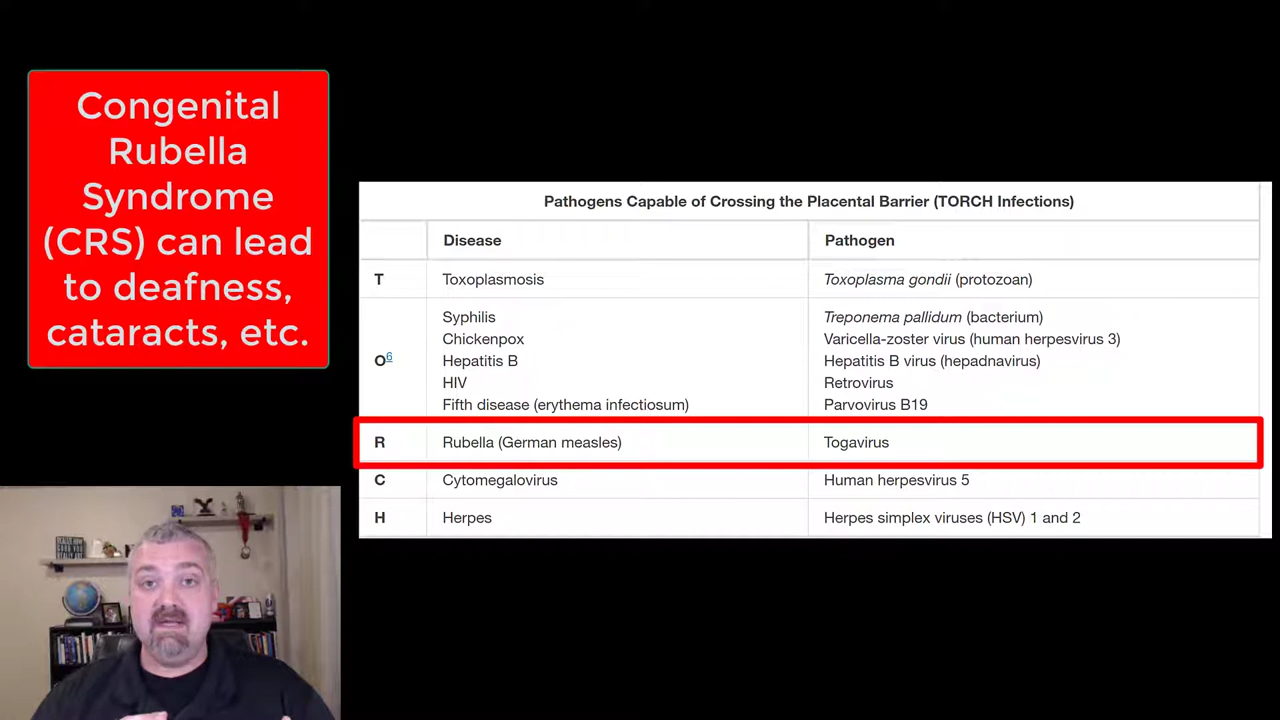 Congenital
Rubella
Syndrome
(CRS) can lead
to deafness,
cataracts, etc.
Pathogens Capable of Crossing the Placental Barrier (TORCH Infections)
Disease Pathogen
T Toxoplasmosis Toxoplasma gondii (protozoan)
Syphilis Treponema pallidum (bacterium)
Chickenpox Varicella-zoster virus (human herpesvirus 3)
O6 Hepatitis B Hepatitis B virus (hepadnavirus)
HIV Retrovirus
Fifth disease (erythema infectiosum) Parvovirus B19
R Rubella (German measles) Togavirus
C Cytomegalovirus Human herpesvirus 5
H Herpes Herpes simplex viruses (HSV) 1 and 2